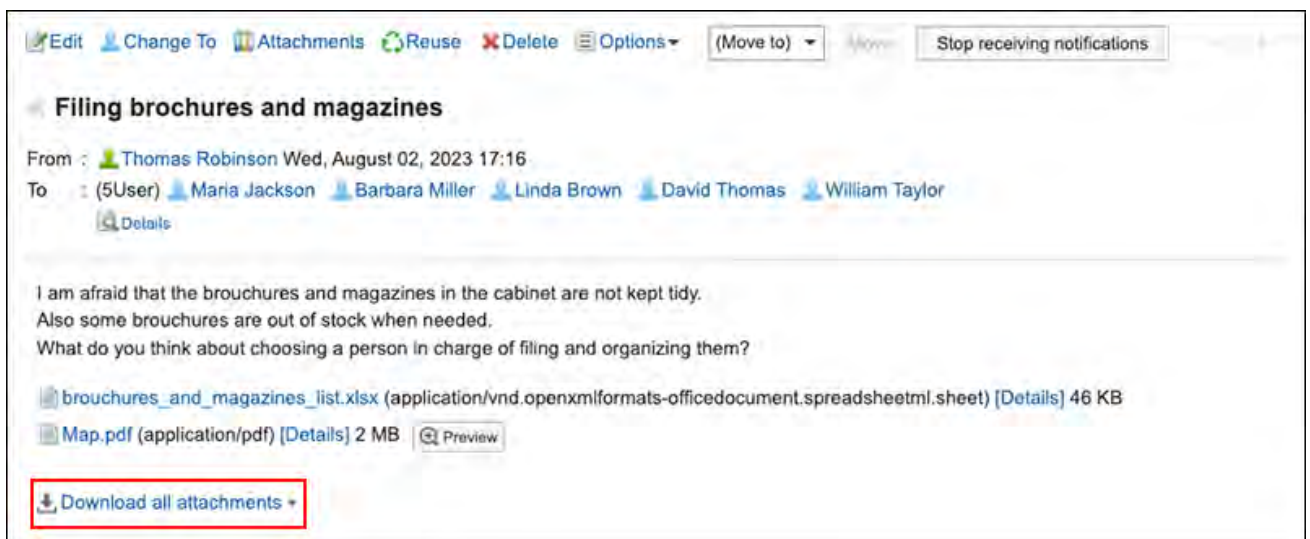 Edit Change To Attachments Reuse Delete Options (Move to) Move Stop receiving notifications
Filing brochures and magazines
From : Thomas Robinson Wed, August 02, 2023 17:16
To : (5User) Maria Jackson Barbara Miller Linda Brown David Thomas William Taylor
Details
I am afraid that the brouchures and magazines in the cabinet are not kept tidy.
Also some brouchures are out of stock when needed.
What do you think about choosing a person in charge of filing and organizing them?
brouchures_and_magazines_list.xlsx (application/vnd.openxmlformats-officedocument.spreadsheetml.sheet) [Details] 46 KB
Map.pdf (application/pdf) [Details] 2 MB Preview
Download all attachments